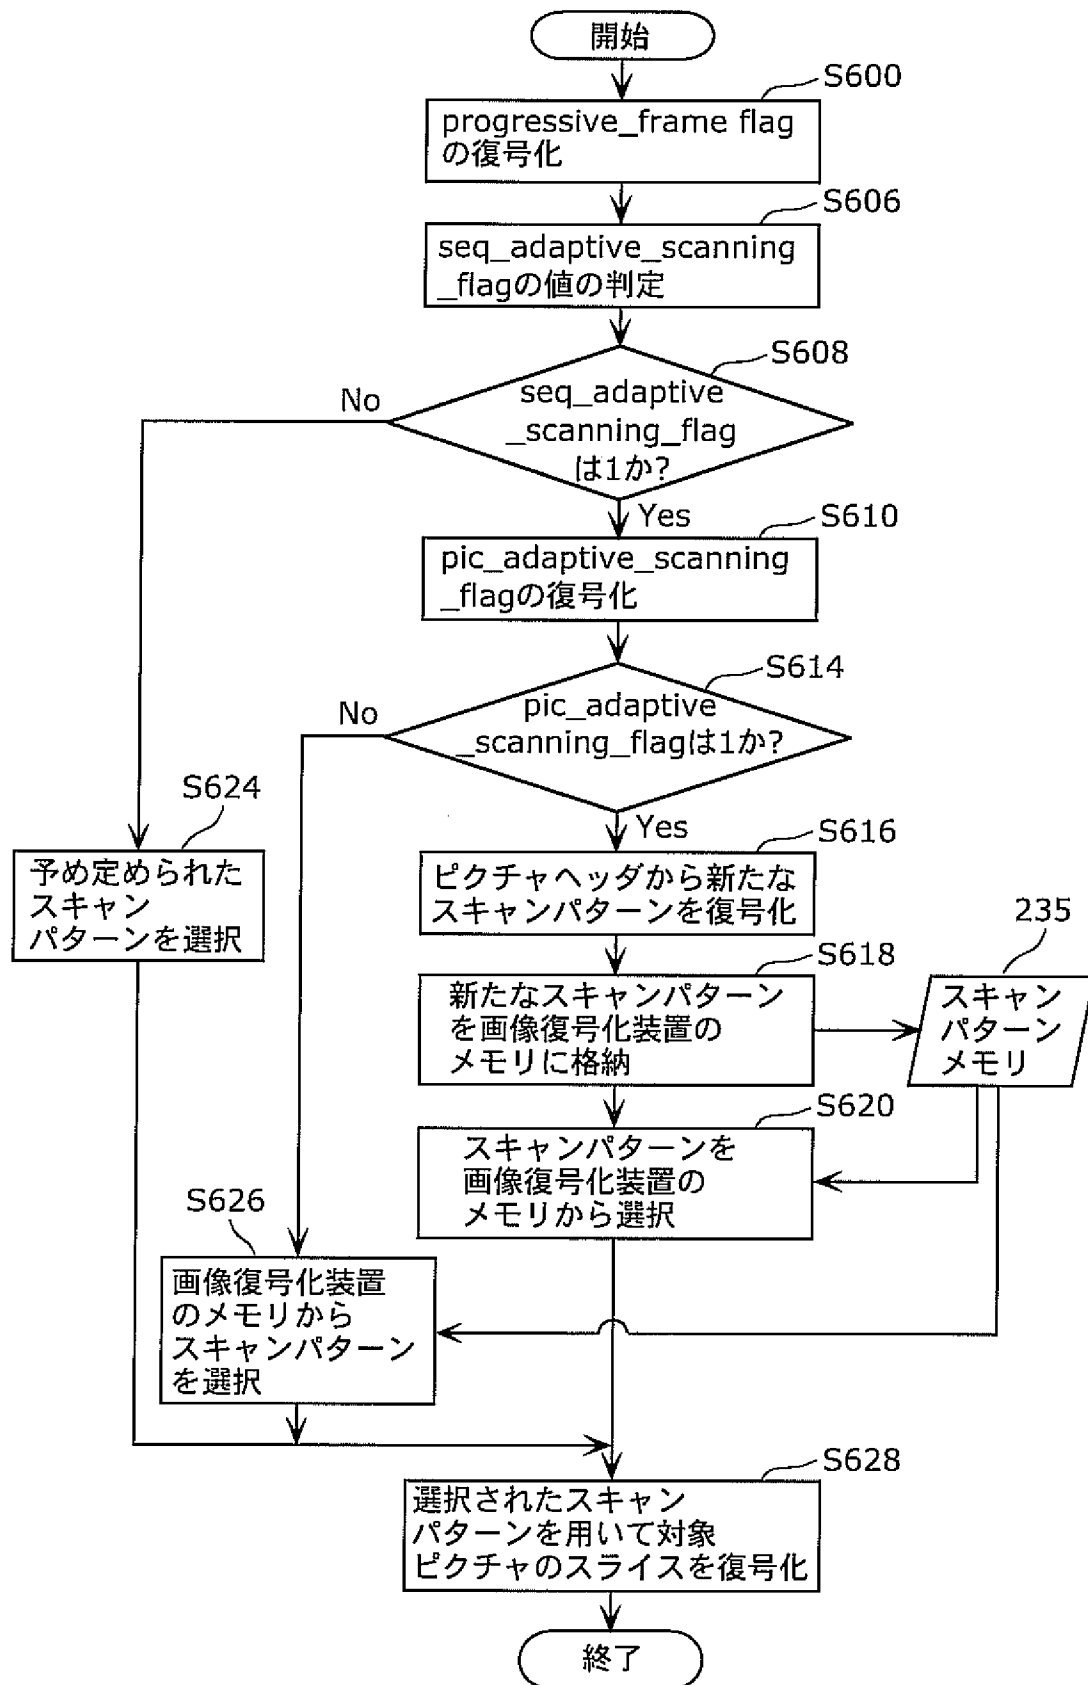 開始
S600
progressive_frame flag
の復号化
S606
seq_adaptive_scanning
_flagの値の判定
S608
No
seq_adaptive
_scanning_flag
は1か?
Yes
S610
pic_adaptive_scanning
_flagの復号化
S614
No
pic_adaptive
_scanning_flagは1か?
S624
Yes
S616
予め定められた
スキャン
パターンを選択
ピクチャヘッダから新たな
スキャンパターンを復号化
235
S618
新たなスキャンパターン
を画像復号化装置の
メモリに格納
スキャン
パターン
メモリ
S620
スキャンパターンを
画像復号化装置の
メモリから選択
S626
画像復号化装置
のメモリから
スキャンパターン
を選択
S628
選択されたスキャン
パターンを用いて対象
ピクチャのスライスを復号化
終了